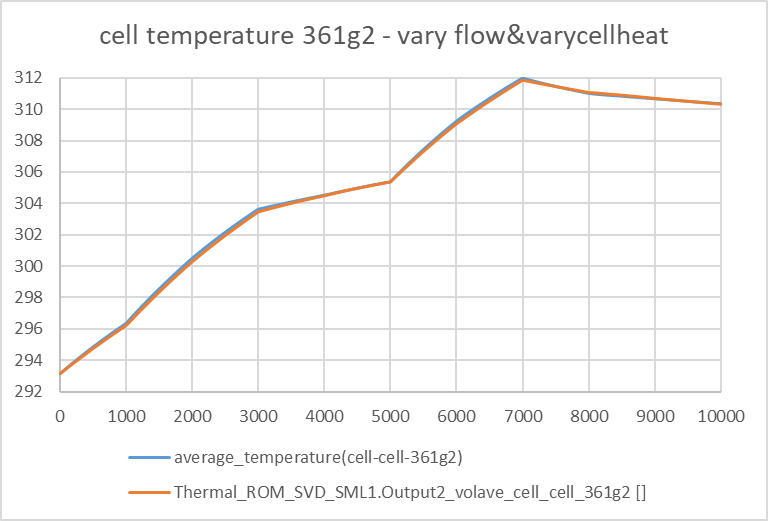 cell temperature 361g2 - vary flow&varycellheat
312
310
308
306
304
302
300
298
296
294
292
0 1000 2000 3000 4000 5000 6000 7000 8000 9000 10000
average_temperature(cell-cell-361g2)
Thermal_ROM_SVD_SML1.Output2_volave_cell_cell_361g2 []